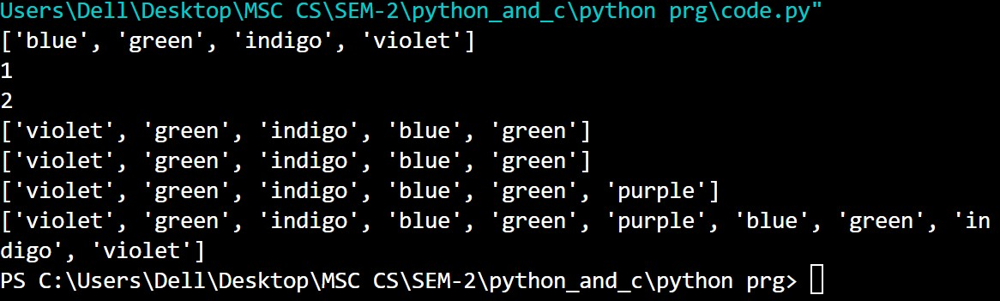 Users\Dell\Desktop\MSC CS\SEM-2\python_and_c\python prg\code.py"
['blue', 'green', 'indigo', 'violet']
1
2
['violet', 'green', 'indigo', 'blue', 'green']
['violet', 'green', 'indigo', 'blue', 'green']
['violet', 'green', 'indigo', 'blue', 'green', 'purple']
['violet', 'green', 'indigo', 'blue', 'green', 'purple', 'blue', 'green', 'in
digo', 'violet']
PS C:\Users\Dell\Desktop\MSC CS\SEM-2\python_and_c\python prg>